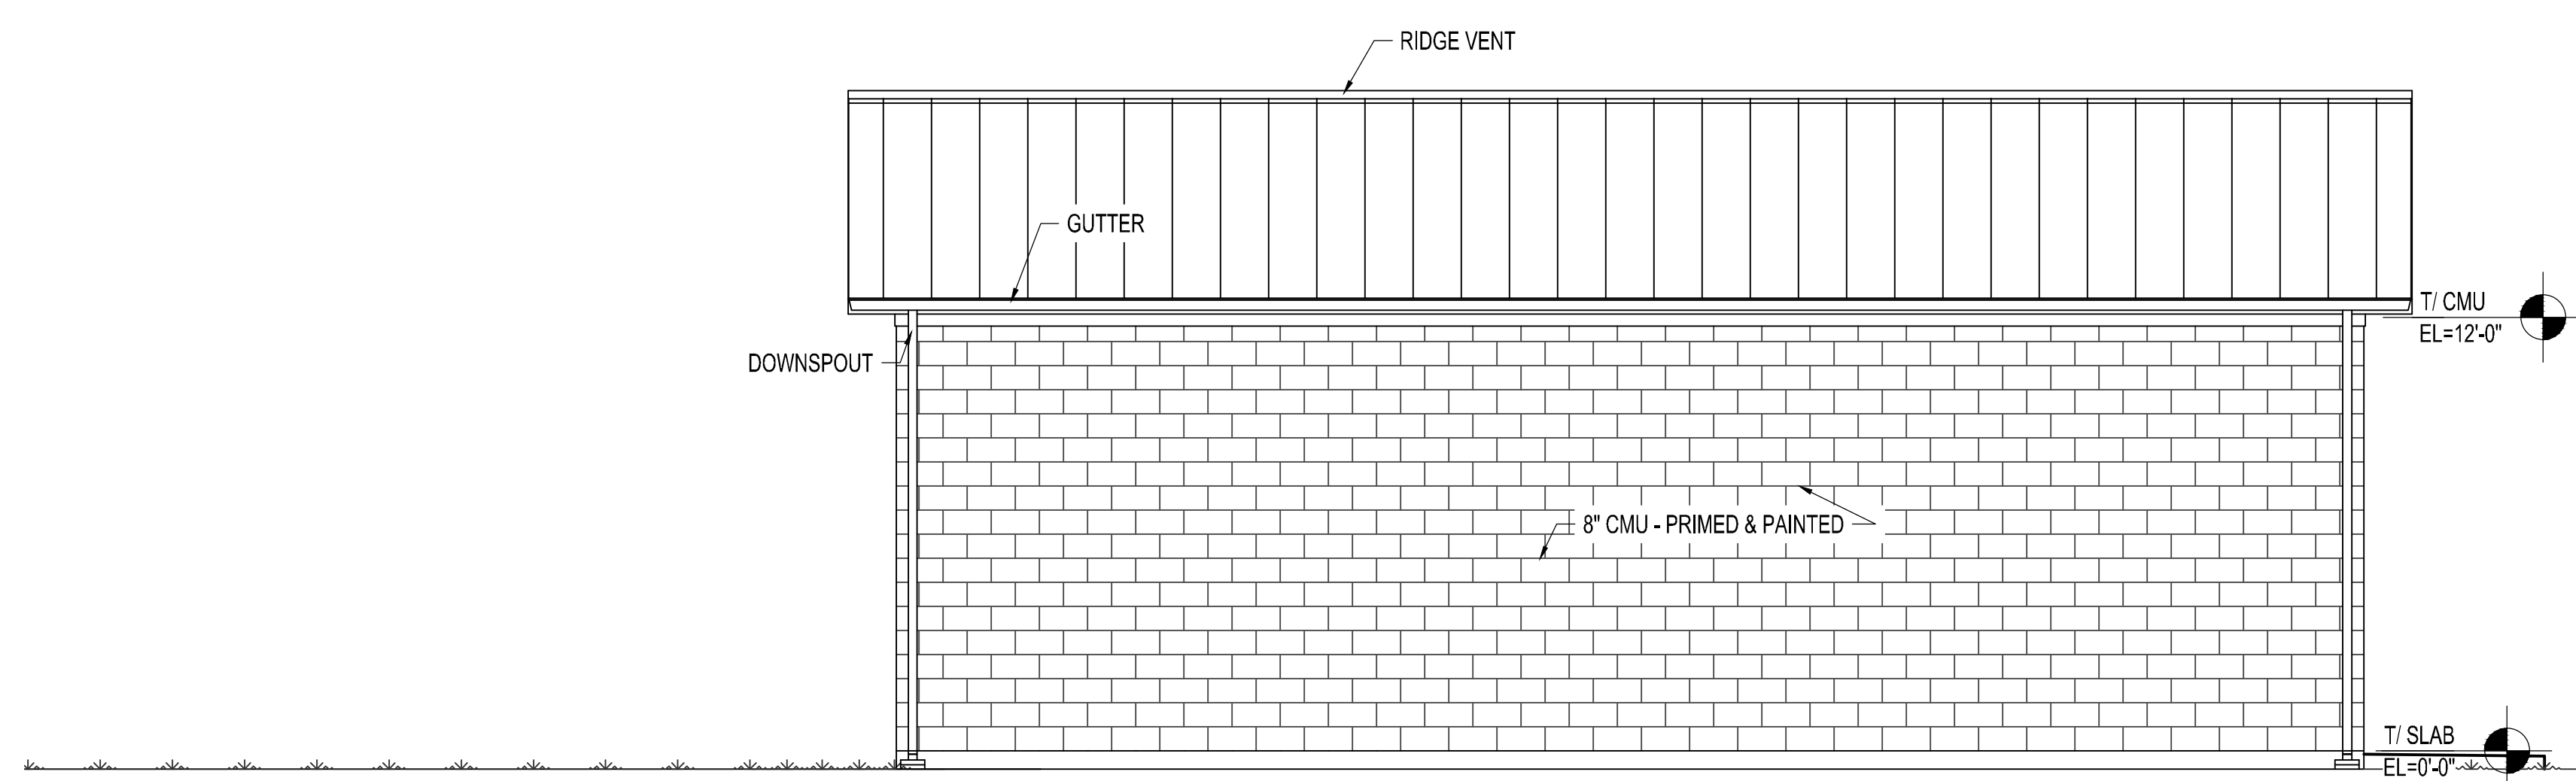 RIDGE VENT
GUTTER
T/ CMU
EL=12'-0"
DOWNSPOUT
8" CMU - PRIMED & PAINTED
T/ SLAB
EL=0'-0"